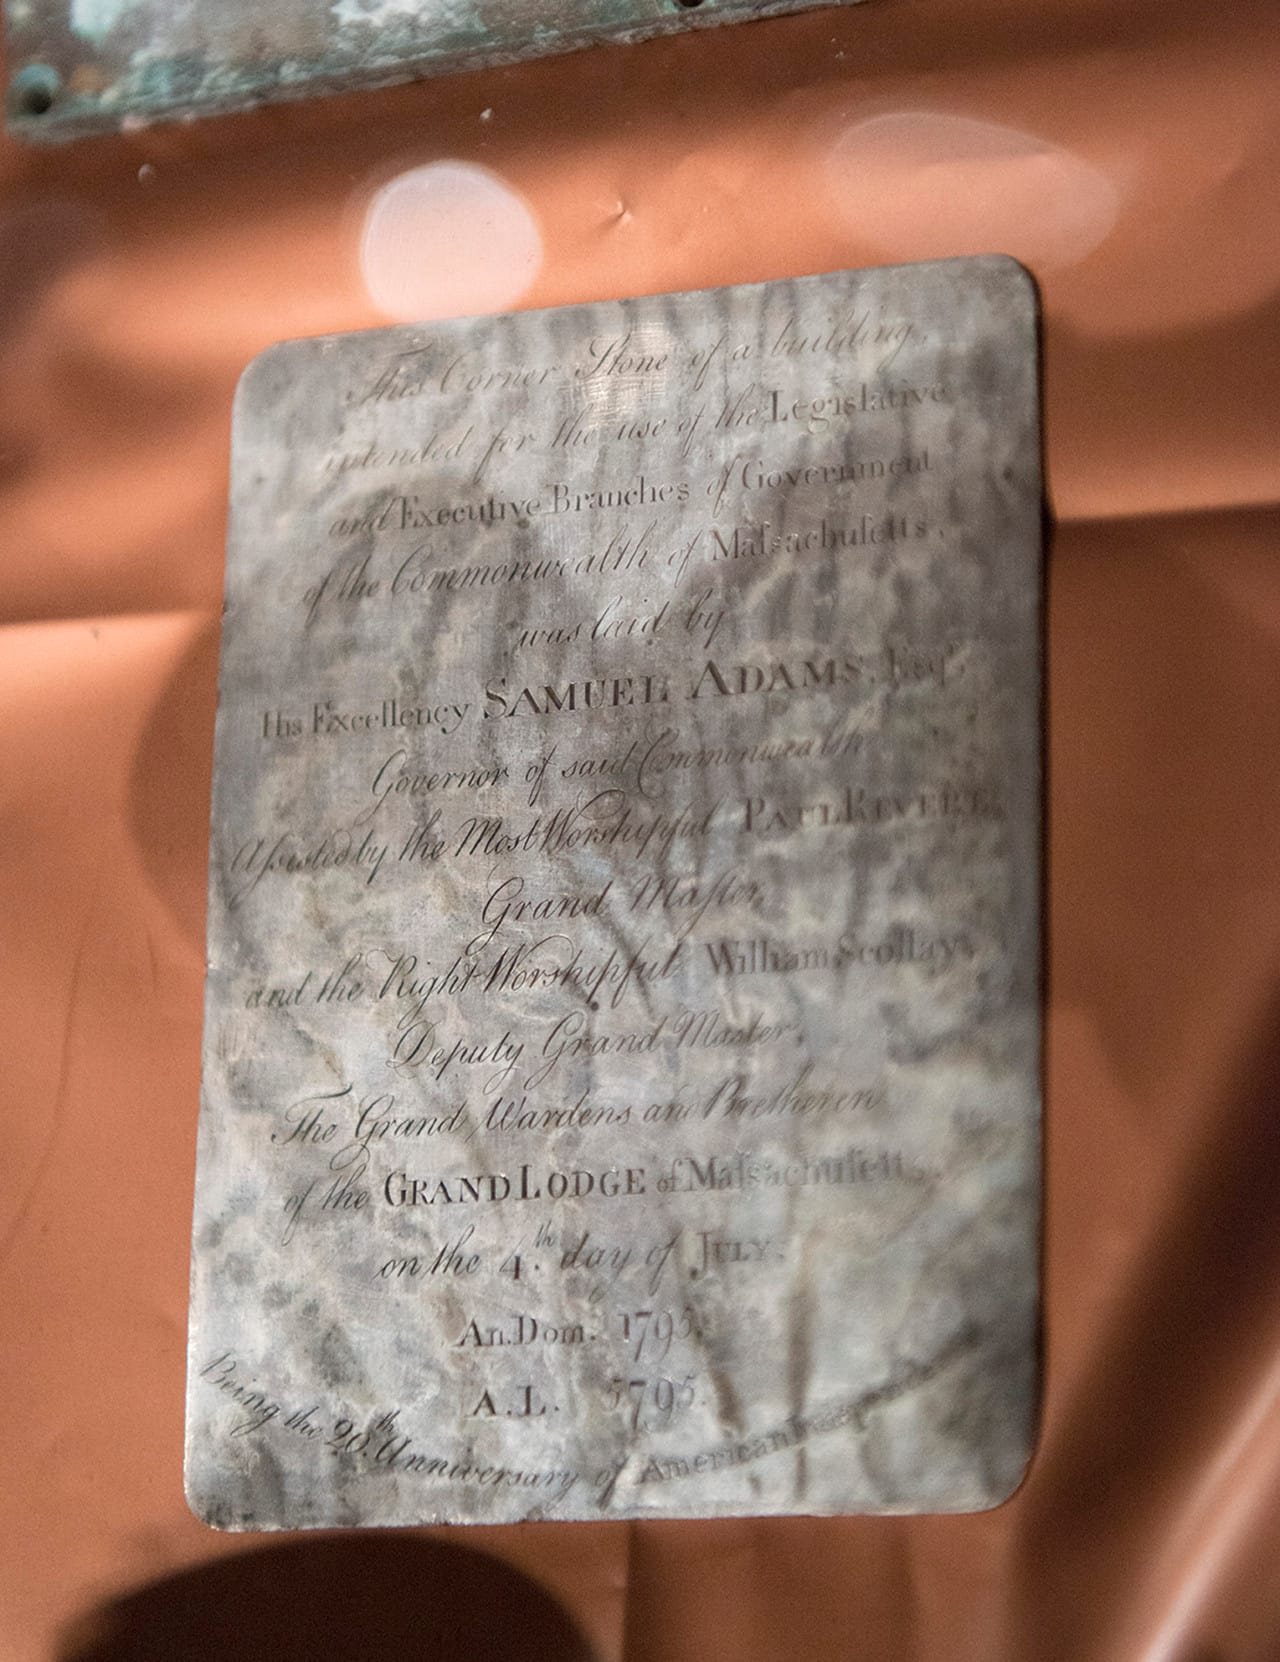 This Corner Stone of a building,
intended for the use of the Legislative
and Executive Branches of Government
of the Commonwealth of Maſsachuſetts,
was laid by
His Excellency SAMUEL ADAMS, Esqr.
Governor of said Commonwealth
Aſsisted by the Most Worshipful PAUL REVERE
Grand Maſter,
and the Right Worshipful William Scollay,
Deputy Grand Master,
The Grand Wardens and Bretheren
of the GRAND LODGE of Maſsachuſetts,
on the 4th. day of JULY.
An. Dom. 1795.
A.L. 5795.
Being the 20th. Anniversary of American Independence